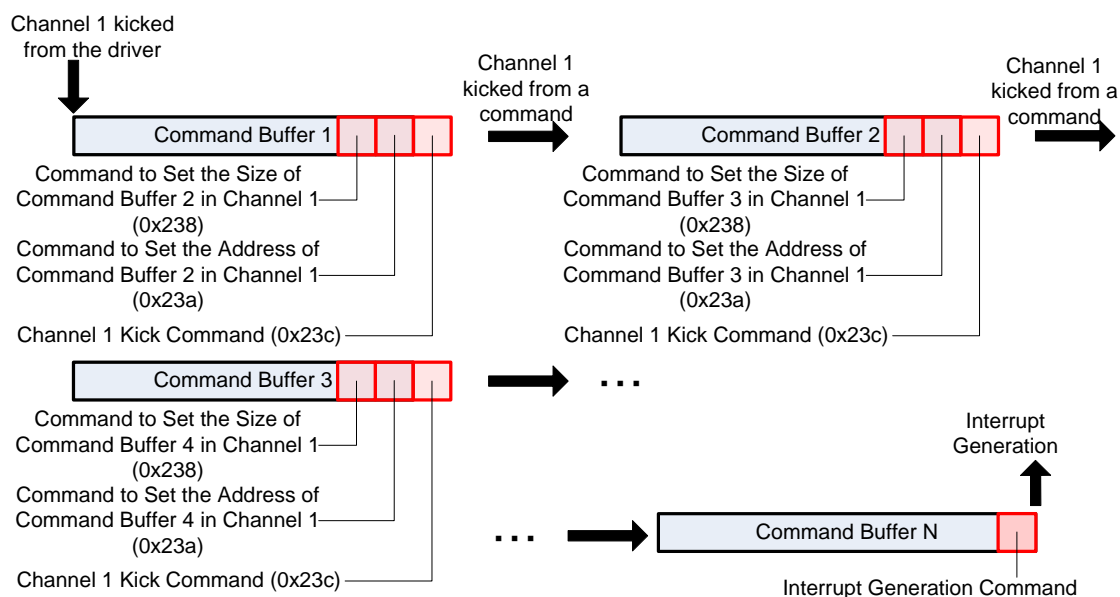 Channel 1 kicked
from the driver
Channel 1
kicked from a
command
Channel 1
kicked from a
command
Command Buffer 1
Command Buffer 2
Command to Set the Size of
Command Buffer 2 in Channel 1
(0x238)
Command to Set the Address of
Command Buffer 2 in Channel 1
(0x23a)
Channel 1 Kick Command (0x23c)
Command to Set the Size of
Command Buffer 3 in Channel 1
(0x238)
Command to Set the Address of
Command Buffer 3 in Channel 1
(0x23a)
Channel 1 Kick Command (0x23c)
Command Buffer 3
...
Command to Set the Size of
Command Buffer 4 in Channel 1
(0x238)
Command to Set the Address of
Command Buffer 4 in Channel 1
(0x23a)
Channel 1 Kick Command (0x23c)
...
Interrupt
Generation
Command Buffer N
Interrupt Generation Command